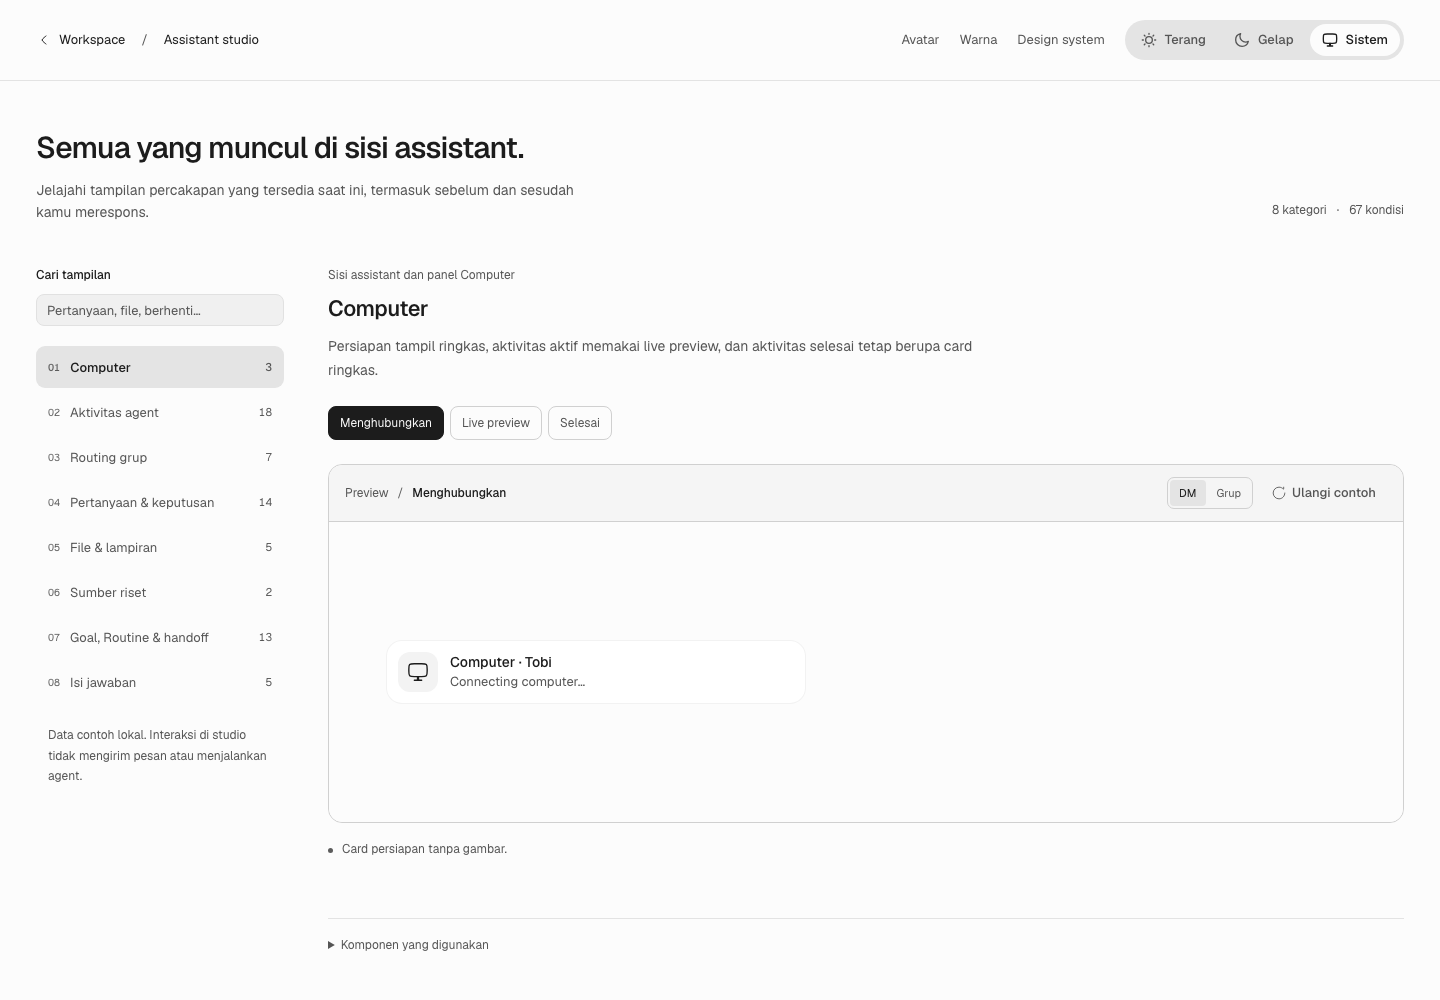 Workspace / Assistant studio
Avatar Warna Design system Terang Gelap Sistem
Semua yang muncul di sisi assistant.
Jelajahi tampilan percakapan yang tersedia saat ini, termasuk sebelum dan sesudah
kamu merespons.
8 kategori · 67 kondisi
Cari tampilan
Pertanyaan, file, berhenti…
01 Computer 3
02 Aktivitas agent 18
03 Routing grup 7
04 Pertanyaan & keputusan 14
05 File & lampiran 5
06 Sumber riset 2
07 Goal, Routine & handoff 13
08 Isi jawaban 5
Data contoh lokal. Interaksi di studio
tidak mengirim pesan atau menjalankan
agent.
Sisi assistant dan panel Computer
Computer
Persiapan tampil ringkas, aktivitas aktif memakai live preview, dan aktivitas selesai tetap berupa card
ringkas.
Menghubungkan Live preview Selesai
Preview / Menghubungkan DM Grup Ulangi contoh
Computer · Tobi
Connecting computer…
Card persiapan tanpa gambar.
Komponen yang digunakan